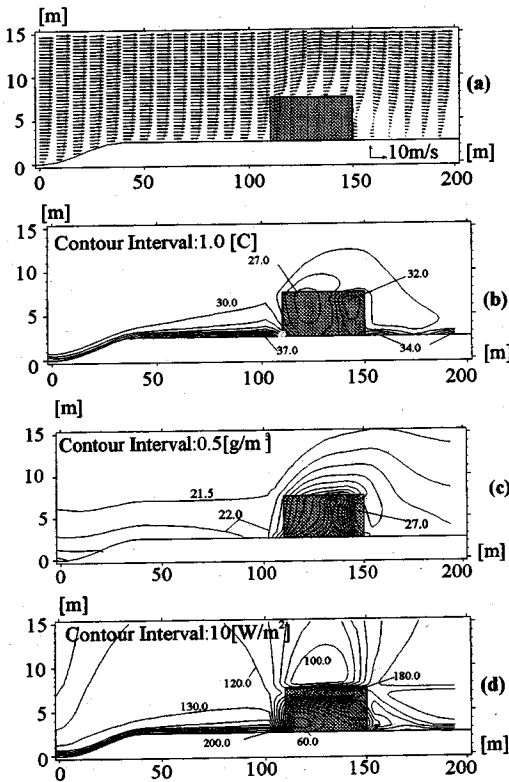 [m]
15
10
5
0
(a)
10m/s
[m]
0 50 100 150 200
[m]
15
Contour Interval:1.0 [C]
27.0
10
32.0
(b)
30.0
5
37.0
34.0
[m]
0
0 50 100 150 200
[m]
15
Contour Interval:0.5[g/m³]
10
21.5
(c)
22.0
27.0
5
0
[m]
0 50 100 150 200
[m]
15
Contour Interval:10[W/m²]
100.0
120.0
180.0
(d)
10
130.0
5
200.0
60.0
0
[m]
0 50 100 150 200